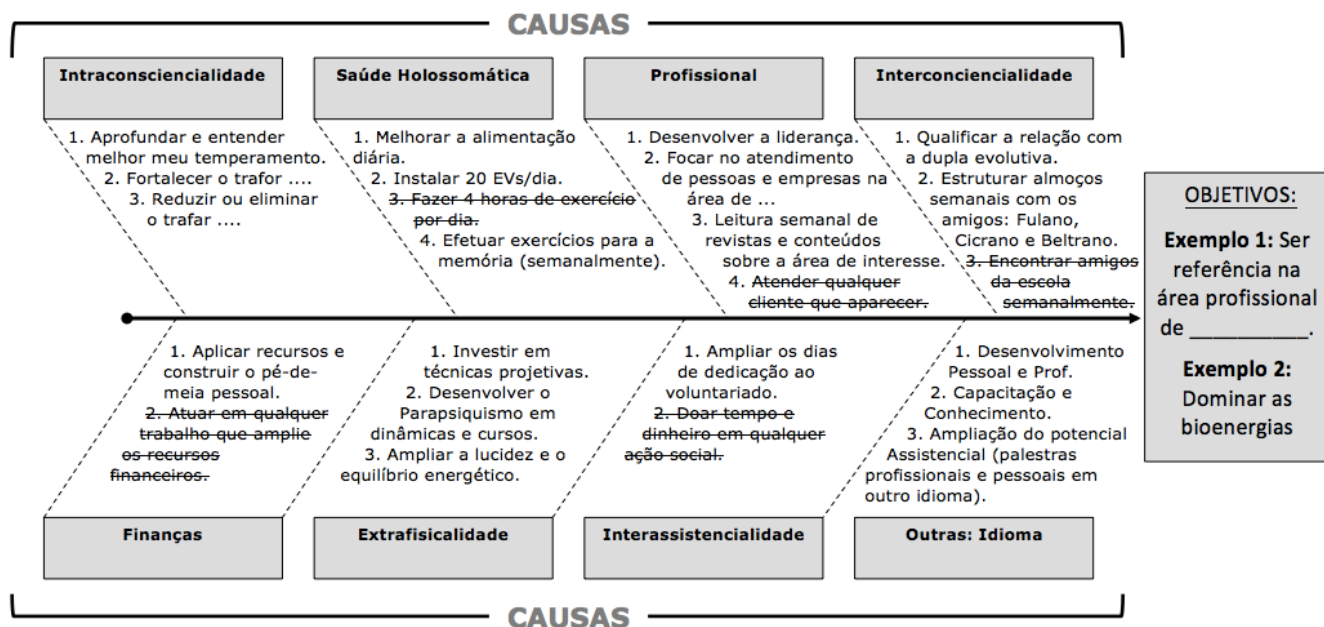 CAUSAS
Intraconsciencialidade
1. Aprofundar e entender
melhor meu temperamento.
2. Fortalecer o trafor ....
3. Reduzir ou eliminar
o trafar ....
Saúde Holossomática
1. Melhorar a alimentação
diária.
2. Instalar 20 EVs/dia.
3. Fazer 4 horas de exercício
por dia.
4. Efetuar exercícios para a
memória (semanalmente).
Profissional
1. Desenvolver a liderança.
2. Focar no atendimento
de pessoas e empresas na
área de ...
3. Leitura semanal de
revistas e conteúdos
sobre a área de interesse.
4. Atender qualquer
cliente que aparecer.
Interconciencialidade
1. Qualificar a relação com
a dupla evolutiva.
2. Estruturar almoços
semanais com os
amigos: Fulano,
Cicrano e Beltrano.
3. Encontrar amigos
da escola
semanalmente.
1. Aplicar recursos e
construir o pé-de-
meia pessoal.
2. Atuar em qualquer
trabalho que amplie
os recursos
financeiros.
Finanças
1. Investir em
técnicas projetivas.
2. Desenvolver o
Parapsiquismo em
dinâmicas e cursos.
3. Ampliar a lucidez e o
equilíbrio energético.
Extrafisicalidade
1. Ampliar os dias
de dedicação ao
voluntariado.
2. Doar tempo e
dinheiro em qualquer
ação social.
Interassistencialidade
1. Desenvolvimento
Pessoal e Prof.
2. Capacitação e
Conhecimento.
3. Ampliação do potencial
Assistencial (palestras
profissionais e pessoais em
outro idioma).
Outras: Idioma
OBJETIVOS:
Exemplo 1: Ser
referência na
área profissional
de __________.
Exemplo 2:
Dominar as
bioenergias
CAUSAS